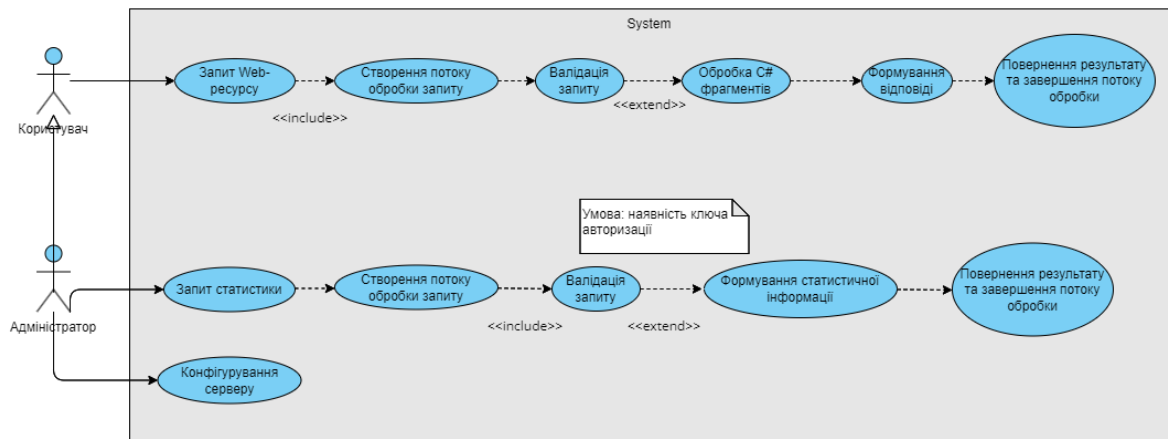 System
Користувач
Запит Web-
ресурсу
<<include>>
Створення потоку
обробки запиту
Валідація
запиту
<<extend>>
Обробка C#
фрагментів
Формування
відповіді
Повернення результату
та завершення потоку
обробки
Умова: наявність ключа
авторизації
Адміністратор
Запит статистики
Створення потоку
обробки запиту
<<include>>
Валідація
запиту
<<extend>>
Формування статистичної
інформації
Повернення результату
та завершення потоку
обробки
Конфігурування
серверу